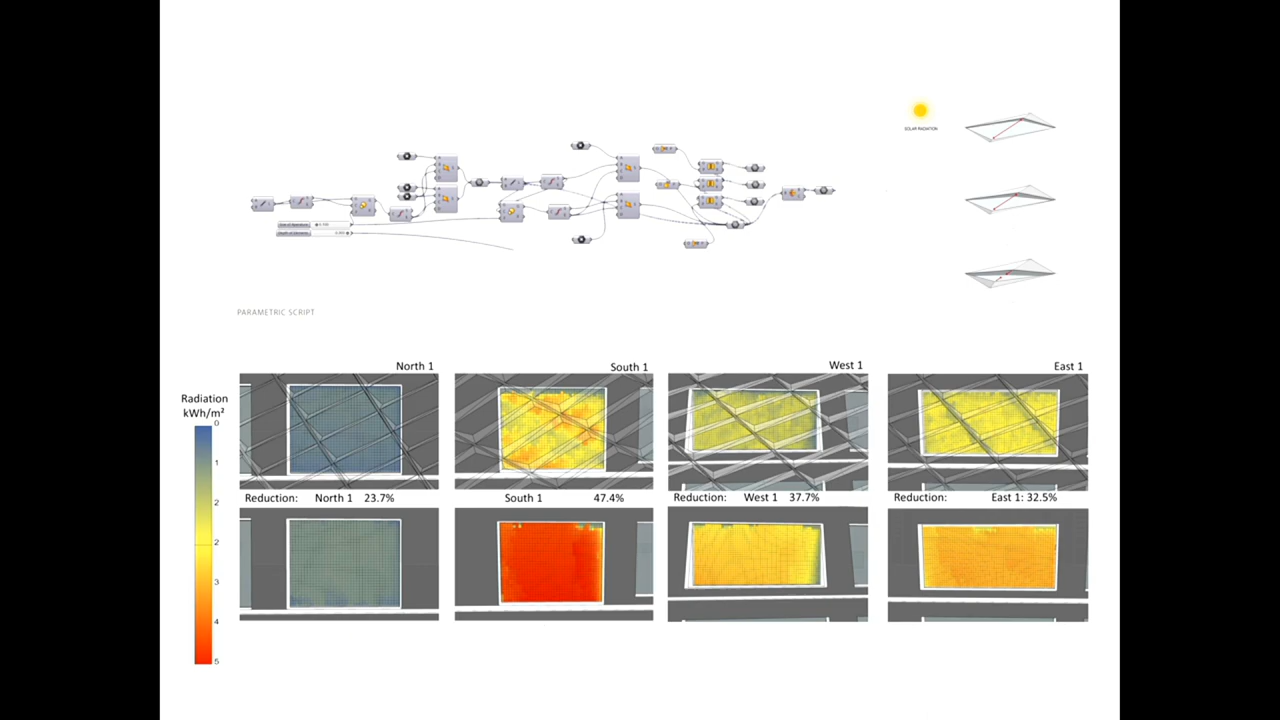 SOLAR RADIATION
PARAMETRIC SCRIPT
North 1
South 1
West 1
East 1
Radiation
kWh/m²
0
1
2
3
4
5
Reduction: North 1 23.7%
South 1 47.4%
Reduction: West 1 37.7%
Reduction: East 1: 32.5%